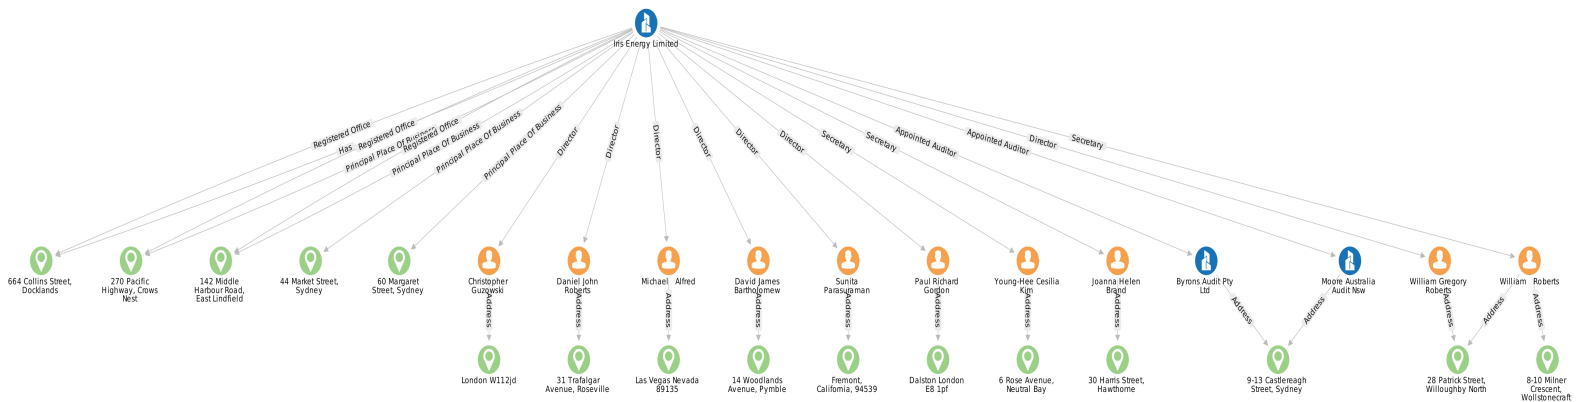 Iris Energy Limited
Registered Office
Has
Registered Office
Principal Place Of Business
Registered Office
Principal Place Of Business
Principal Place Of Business
Principal Place Of Business
Director
Director
Director
Director
Director
Director
Secretary
Secretary
Appointed Auditor
Appointed Auditor
Director
Secretary
664 Collins Street,
Docklands
270 Pacific
Highway, Crows
Nest
142 Middle
Harbour Road,
East Lindfield
44 Market Street,
Sydney
60 Margaret
Street, Sydney
Christopher
Guzowski
Daniel John
Roberts
Michael Alfred
David James
Bartholomew
Sunita
Parasuraman
Paul Richard
Gordon
Young-Hee Cesilia
Kim
Joanna Helen
Brand
Byrons Audit Pty
Ltd
Moore Australia
Audit Nsw
William Gregory
Roberts
William Roberts
Address
Address
Address
Address
Address
Address
Address
Address
Address
Address
Address
Address
Address
London W112jd
31 Trafalgar
Avenue, Roseville
Las Vegas Nevada
89135
14 Woodlands
Avenue, Pymble
Fremont,
California, 94539
Dalston London
E8 1pf
6 Rose Avenue,
Neutral Bay
30 Harris Street,
Hawthorne
9-13 Castlereagh
Street, Sydney
28 Patrick Street,
Willoughby North
8-10 Milner
Crescent,
Wollstonecraft